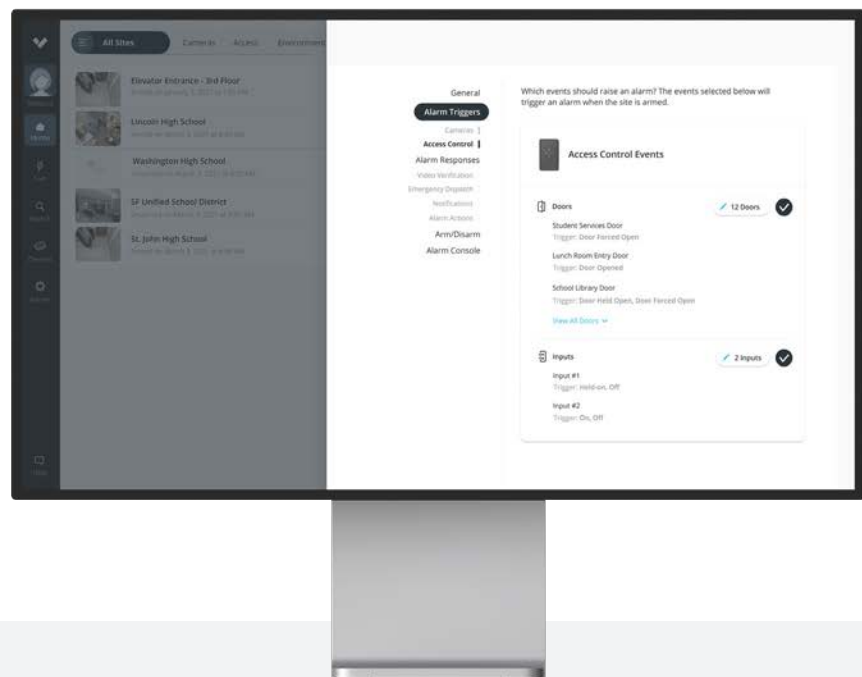 All Sites
Cameras
Access
Environment
Elevator Entrance - 3rd Floor
Lincoln High School
Washington High School
SF Unified School District
St. John High School
Home
General
Alarm Triggers
Cameras
Access Control
Alarm Responses
Video Verification
Emergency Dispatch
Notifications
Alarm Actions
Arm/Disarm
Alarm Console
Which events should raise an alarm? The events selected below will
trigger an alarm when the site is armed.
Access Control Events
Doors
12 Doors
Student Services Door
Trigger: Door Forced Open
Lunch Room Entry Door
Trigger: Door Opened
School Library Door
Trigger: Door Held Open, Door Forced Open
View All Doors
Inputs
2 Inputs
Input #1
Trigger: Held-on, Off
Input #2
Trigger: On, Off